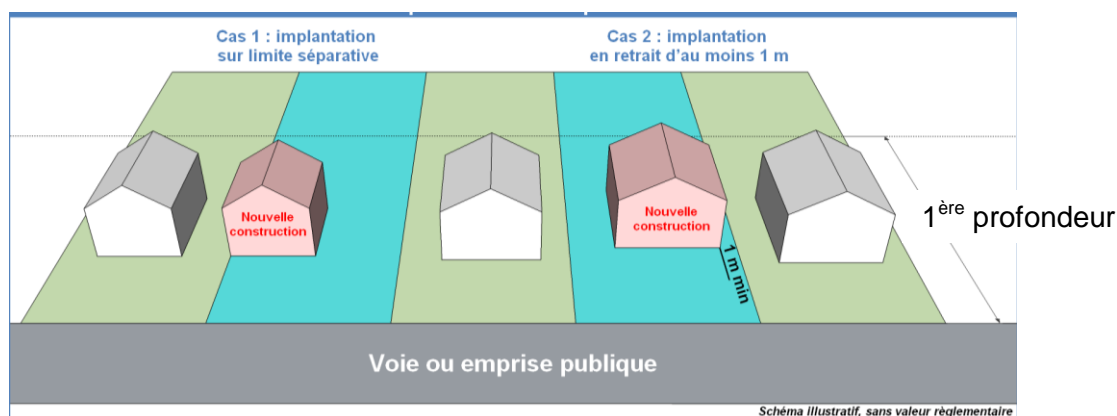 Cas 1 : implantation
sur limite séparative
Cas 2 : implantation
en retrait d'au moins 1 m
Nouvelle
construction
Nouvelle
construction
1ère profondeur
1 m min
Voie ou emprise publique
Schéma illustratif, sans valeur règlementaire